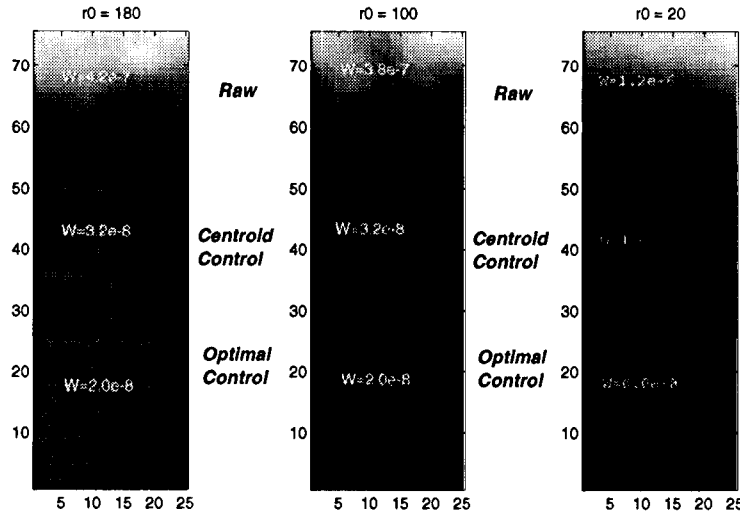 r0 = 180
r0 = 100
r0 = 20
70
60
50
40
30
20
10
5 10 15 20 25
Raw
Centroid
Control
Optimal
Control
W=3.2e-8
W=2.0e-8
70
60
50
40
30
20
10
5 10 15 20 25
W=3.8e-7
W=3.2e-8
W=2.0e-8
Raw
Centroid
Control
Optimal
Control
70
60
50
40
30
20
10
5 10 15 20 25